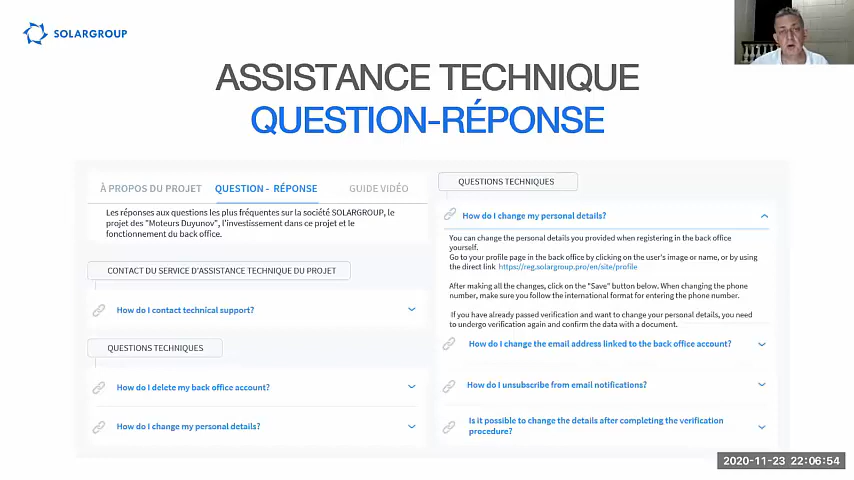 SOLARGROUP
ASSISTANCE TECHNIQUE
QUESTION-RÉPONSE
À PROPOS DU PROJET
QUESTION - RÉPONSE
GUIDE VIDÉO
Les réponses aux questions les plus fréquentes sur la société SOLARGROUP, le
projet des "Moteurs Duyunov", l'investissement dans ce projet et le
fonctionnement du back office.
CONTACT DU SERVICE D'ASSISTANCE TECHNIQUE DU PROJET
How do I contact technical support?
QUESTIONS TECHNIQUES
How do I delete my back office account?
How do I change my personal details?
QUESTIONS TECHNIQUES
How do I change my personal details?
You can change the personal details you provided when registering in the back office
yourself.
Go to your profile page in the back office by clicking on the user's image or name, or by using
the direct link https://reg.solargroup.pro/en/site/profile
After making all the changes, click on the "Save" button below. When changing the phone
number, make sure you follow the international format for entering the phone number.
If you have already passed verification and want to change your personal details, you need
to undergo verification again and confirm the data with a document.
How do I change the email address linked to the back office account?
How do I unsubscribe from email notifications?
Is it possible to change the details after completing the verification
procedure?
2020-11-23 22:06:54